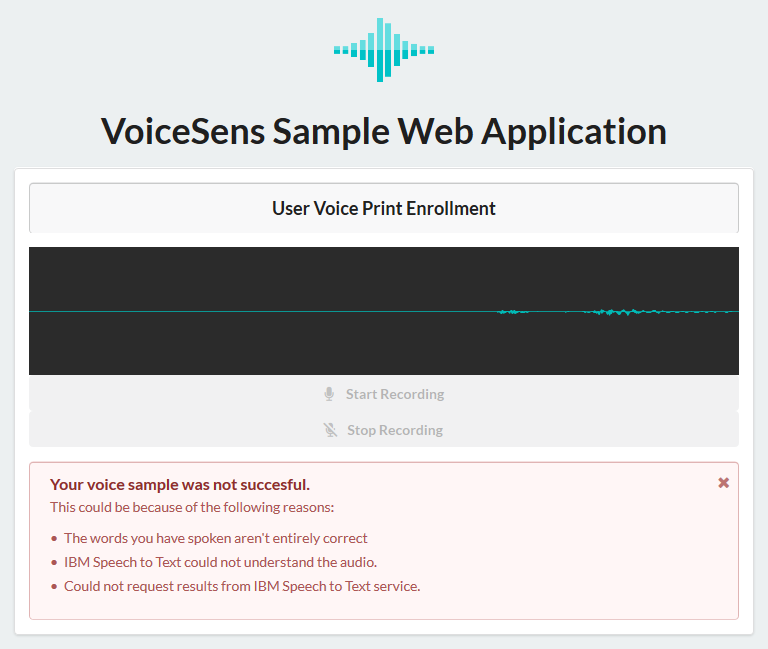 VoiceSens Sample Web Application
User Voice Print Enrollment
Start Recording
Stop Recording
Your voice sample was not succesful.
This could be because of the following reasons:
• The words you have spoken aren't entirely correct
• IBM Speech to Text could not understand the audio.
• Could not request results from IBM Speech to Text service.